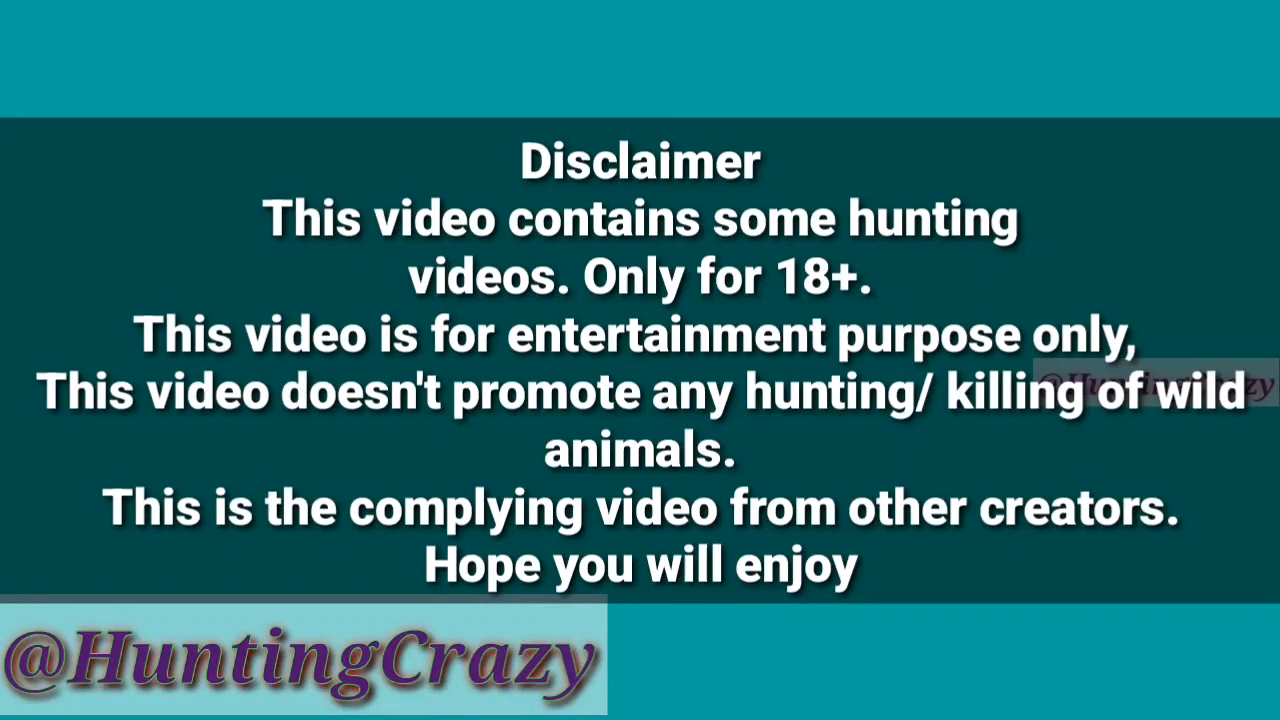 Disclaimer
This video contains some hunting
videos. Only for 18+.
This video is for entertainment purpose only,
This video doesn't promote any hunting/ killing of wild
animals.
This is the complying video from other creators.
Hope you will enjoy
@HuntingCrazy
@HuntingCrazy